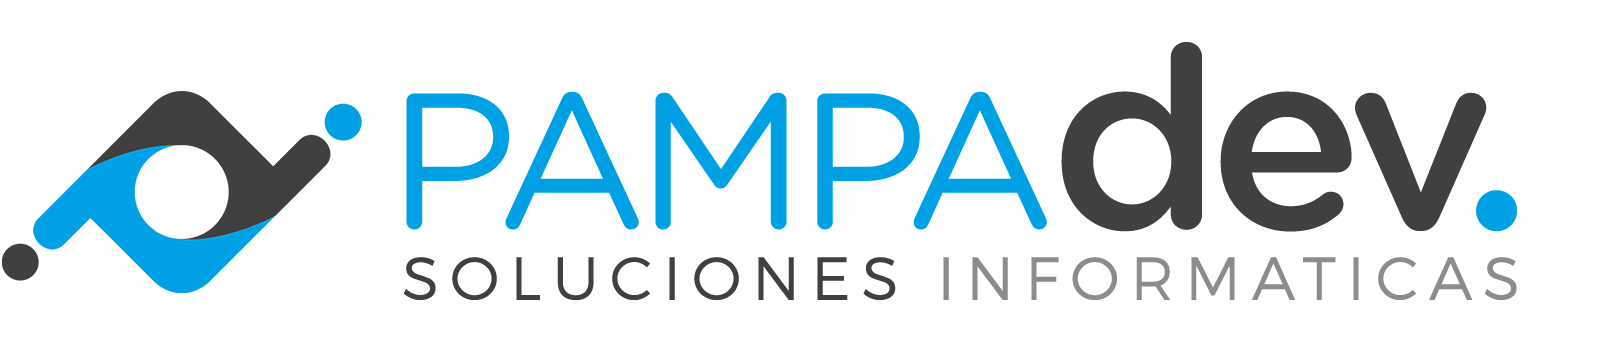 PAMPAdev.
SOLUCIONES INFORMATICAS